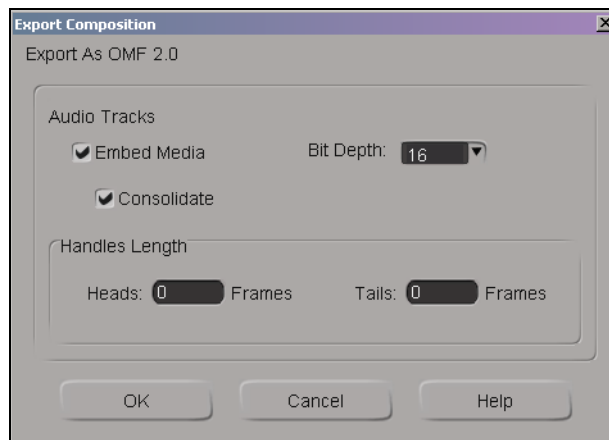 Export Composition
Export As OMF 2.0
Audio Tracks
Embed Media
Bit Depth: 16
Consolidate
Handles Length
Heads: 0 Frames Tails: 0 Frames
OK Cancel Help